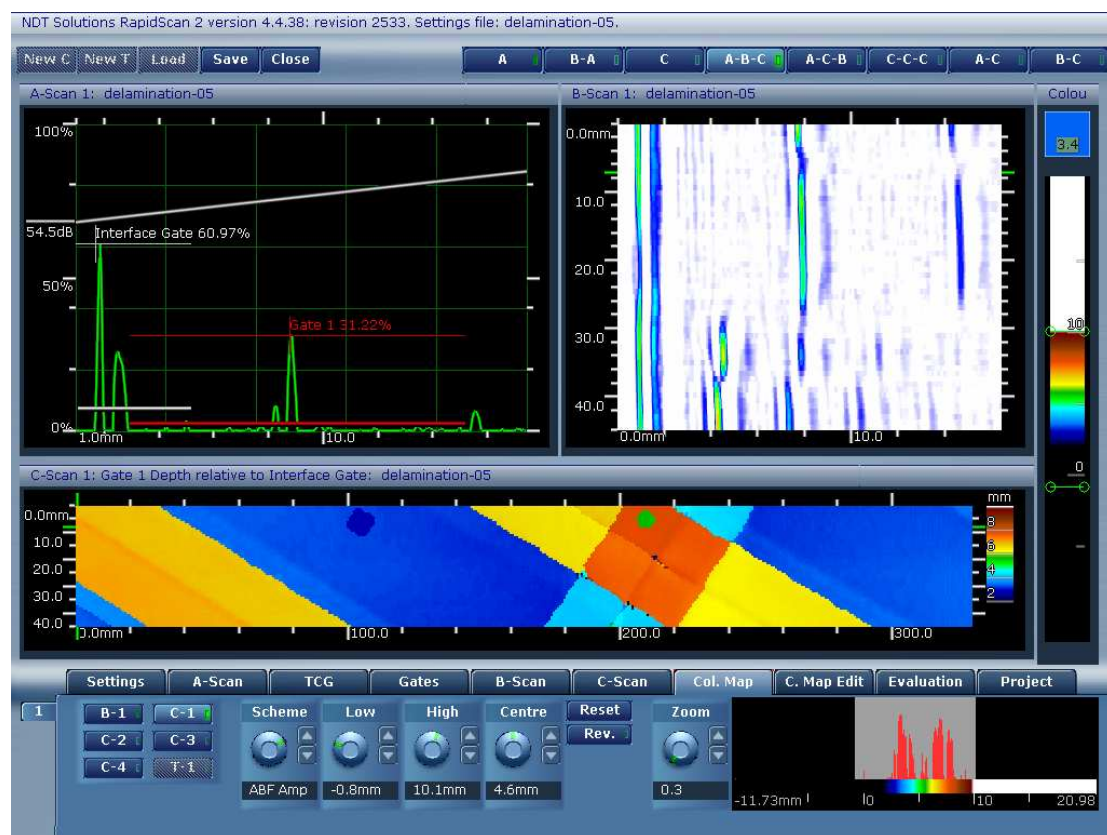 NDT Solutions RapidScan 2 version 4.4.38: revision 2533. Settings file: delamination-05.
New C New T Load Save Close A B-A C A-B-C A-C-B C-C-C A-C B-C
A-Scan 1: delamination-05
100%
54.5dB
Interface Gate 60.97%
50%
Gate 1 31.22%
0%
1.0mm 10.0
B-Scan 1: delamination-05
0.0mm
10.0
20.0
30.0
40.0
0.0mm 10.0
Colou
3.4
10
0
C-Scan 1: Gate 1 Depth relative to Interface Gate: delamination-05
0.0mm
10.0
20.0
30.0
40.0
0.0mm 100.0 200.0 300.0
mm
8
6
4
2
Settings A-Scan TCG Gates B-Scan C-Scan Col. Map C. Map Edit Evaluation Project
1
B-1 C-1
C-2 C-3
C-4 T-1
Scheme Low High Centre Reset Zoom
Rev.
ABF Amp -0.8mm 10.1mm 4.6mm 0.3
-11.73mm 0 10 20.98